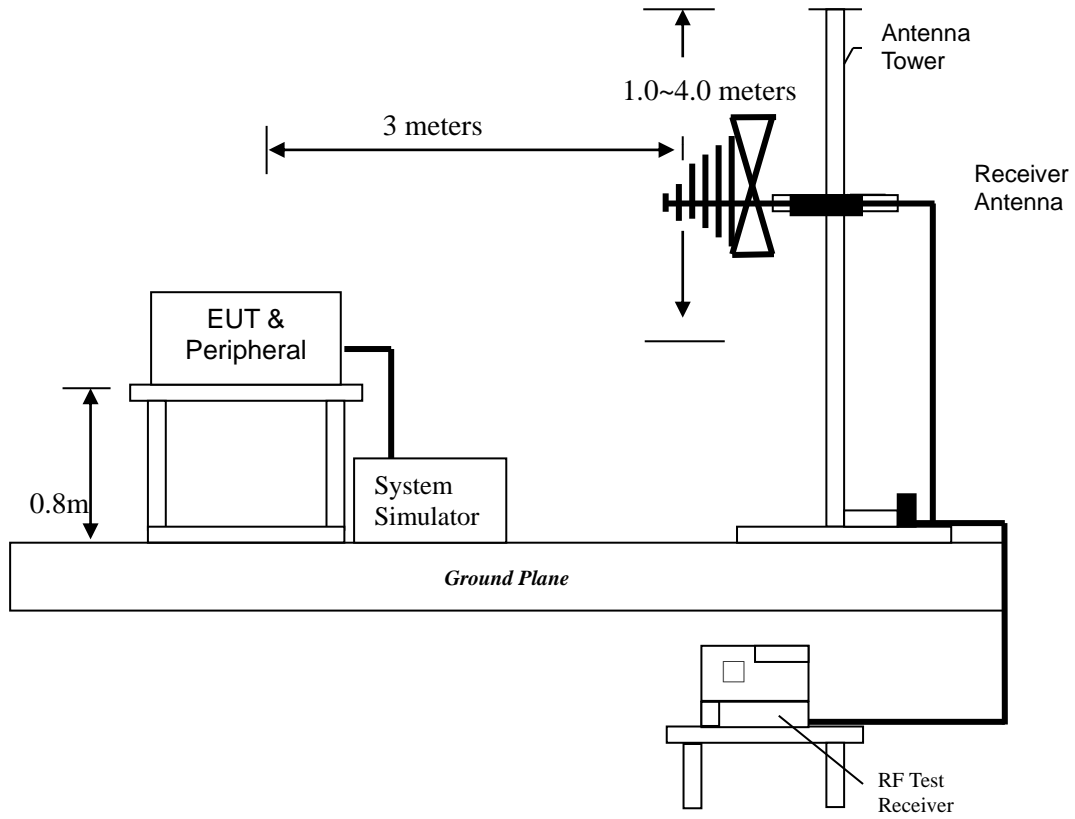 Antenna
Tower
1.0~4.0 meters
3 meters
Receiver
Antenna
EUT &
Peripheral
0.8m
System
Simulator
Ground Plane
RF Test
Receiver